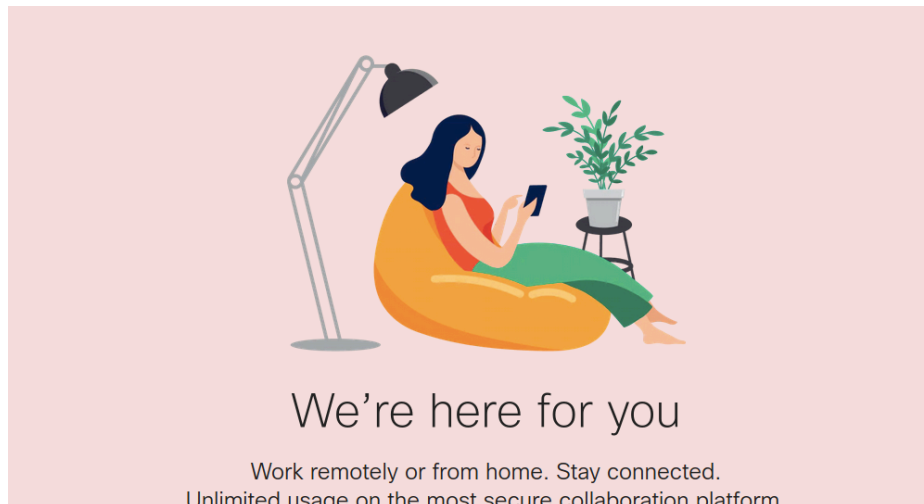 We’re here for you
Work remotely or from home. Stay connected.
Unlimited usage on the most secure collaboration platform